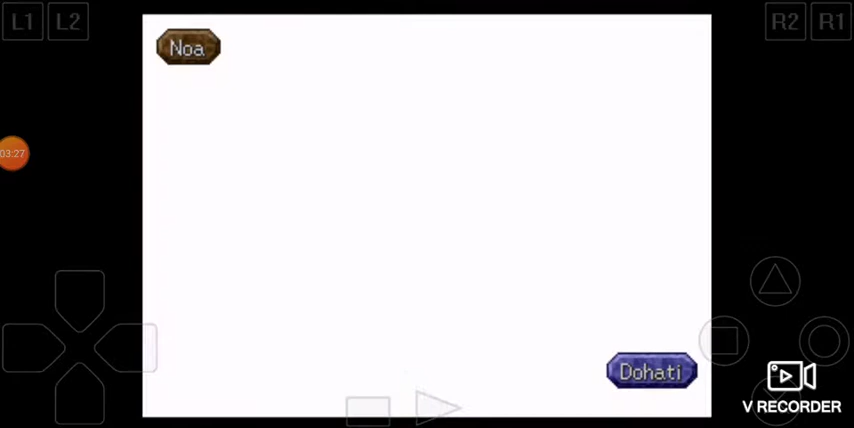 L1 L2 R2 R1
Noa
03:27
Dohati
V RECORDER